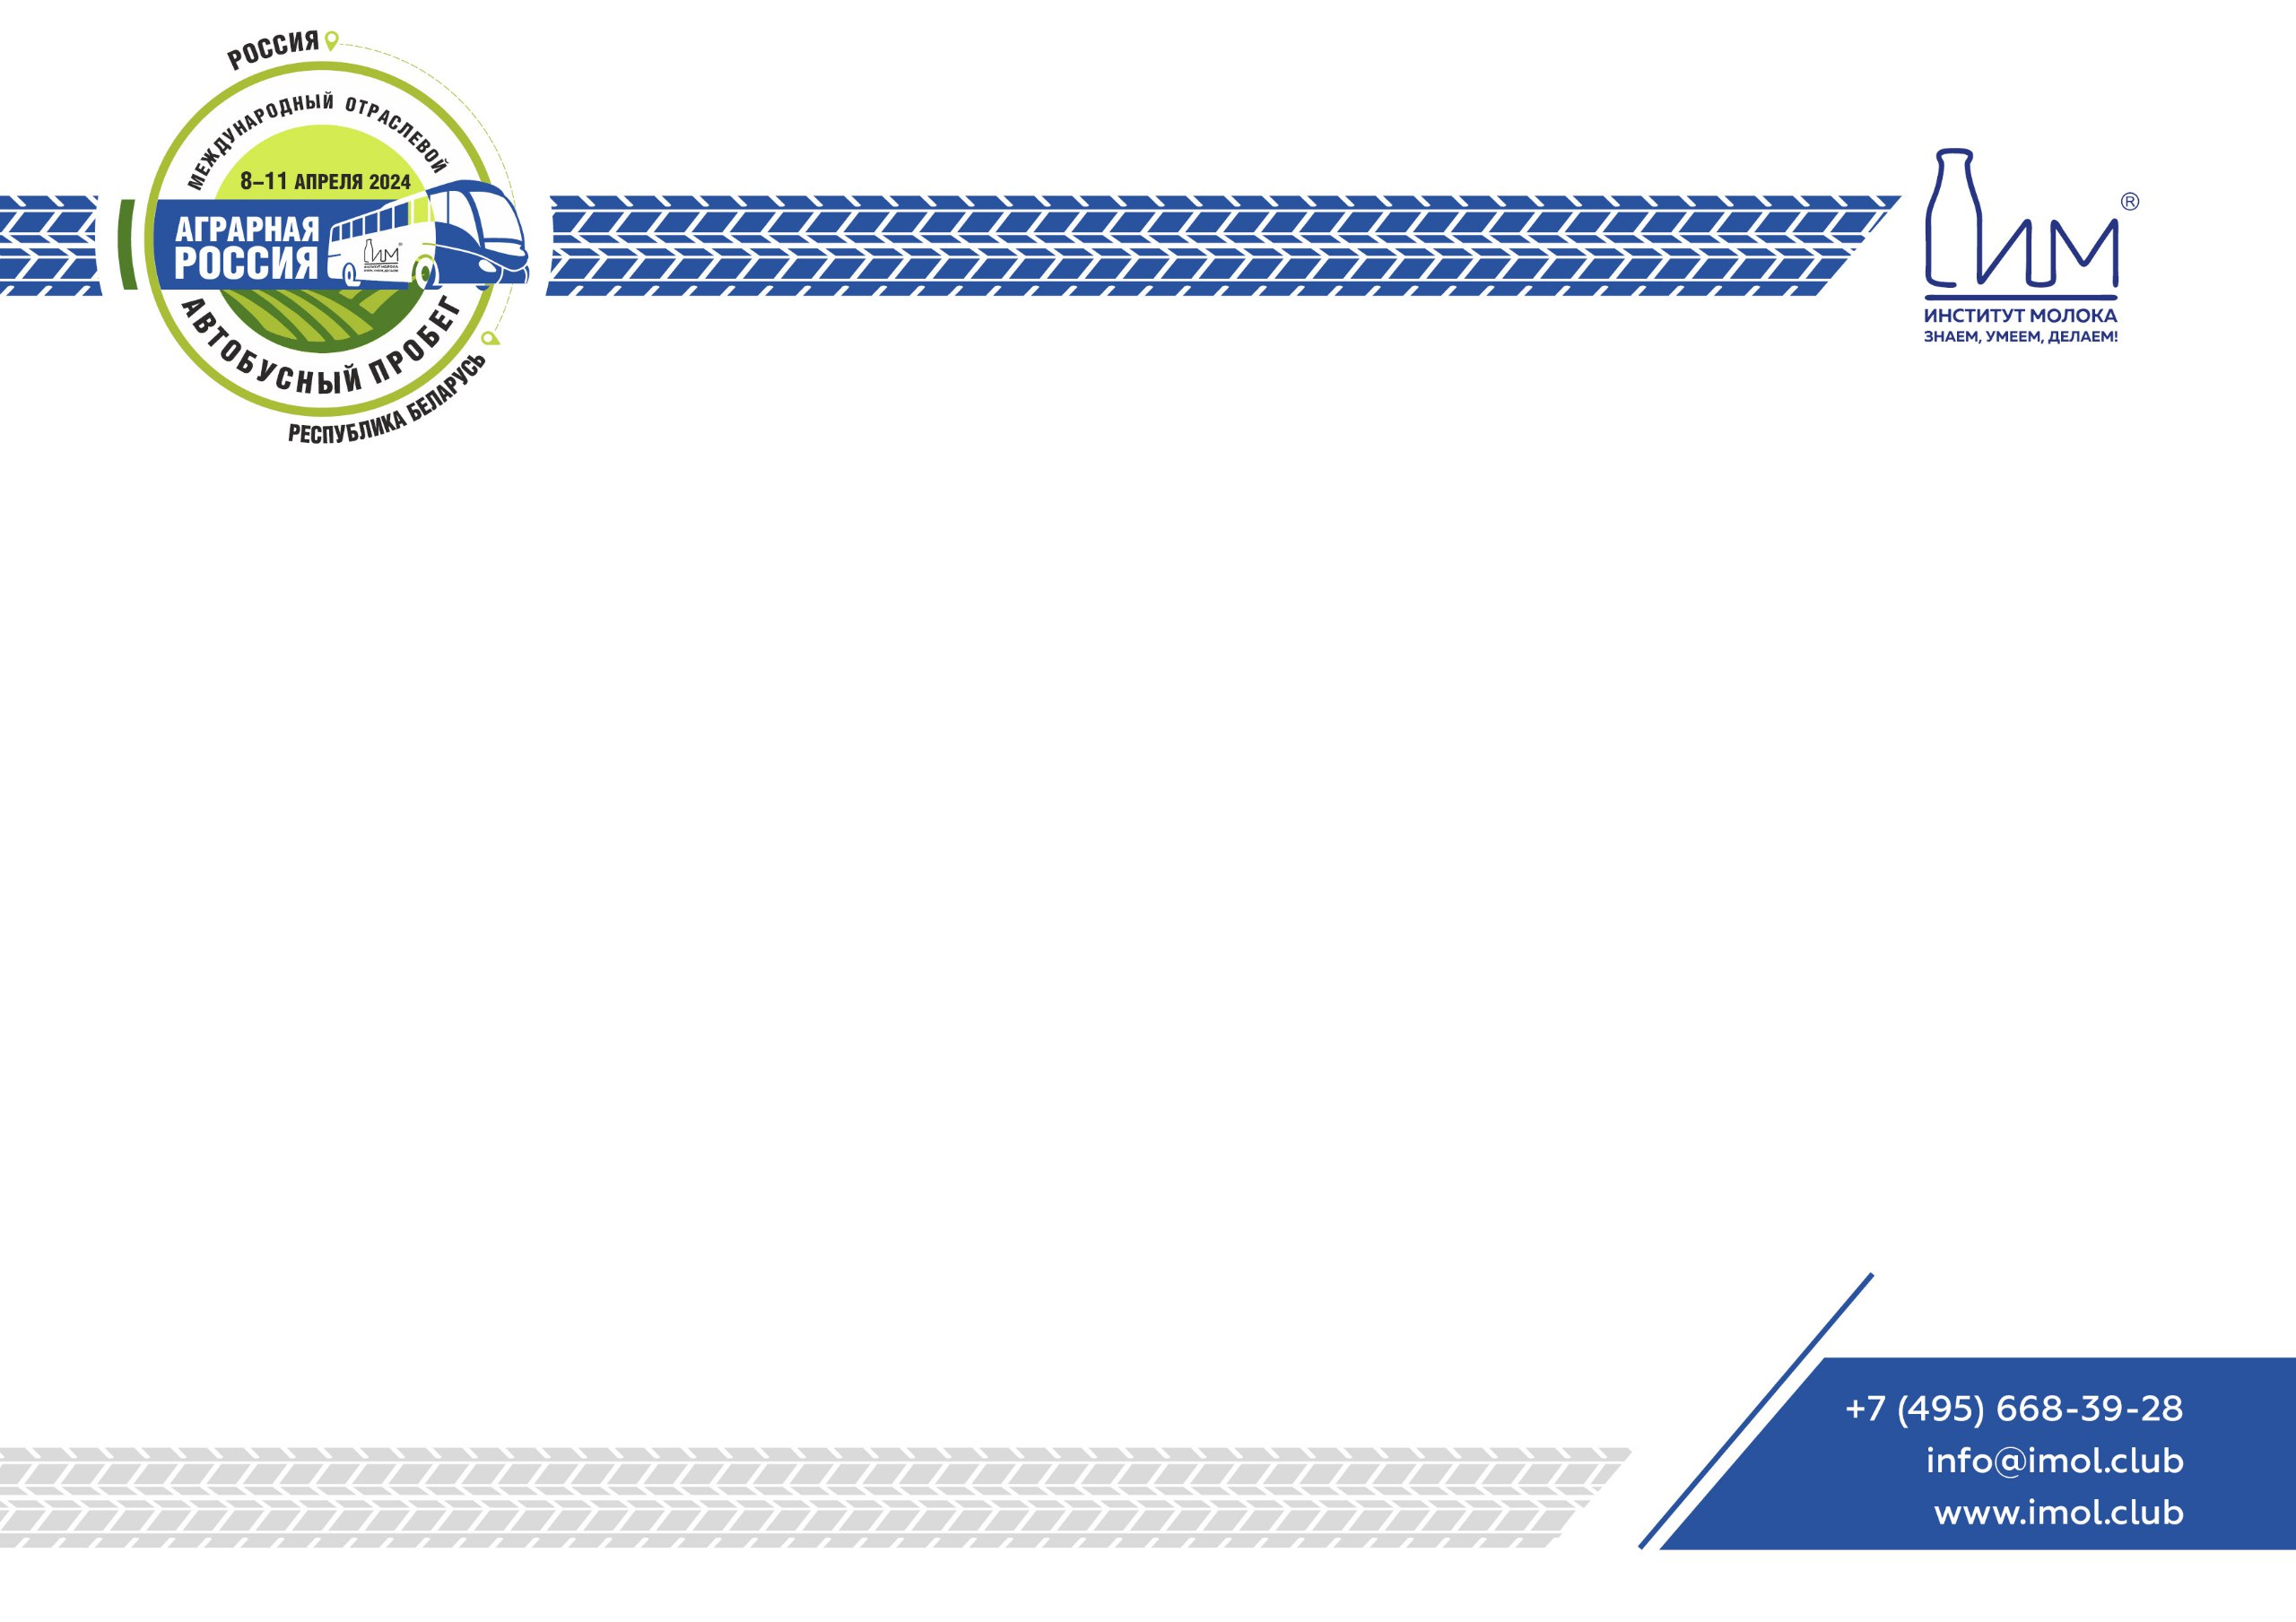 РОССИЯ
МЕЖДУНАРОДНЫЙ ОТРАСЛЕВОЙ
8–11 АПРЕЛЯ 2024
АГРАРНАЯ
РОССИЯ
ИМ
АВТОБУСНЫЙ ПРОБЕГ
РЕСПУБЛИКА БЕЛАРУСЬ
ИМ ®
ИНСТИТУТ МОЛОКА
ЗНАЕМ, УМЕЕМ, ДЕЛАЕМ!
+7 (495) 668-39-28
info@imol.club
www.imol.club